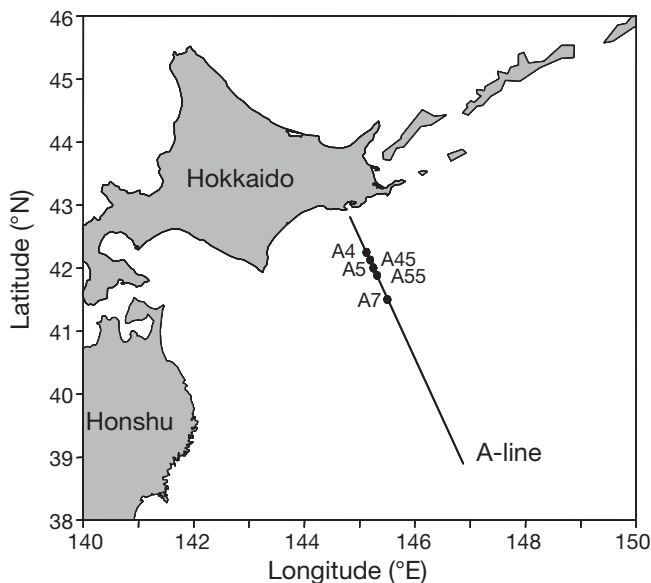 46
45
44
43
42
41
40
39
38
Latitude (°N)
Hokkaido
A4
A45
A5
A55
A7
Honshu
A-line
140 142 144 146 148 150
Longitude (°E)